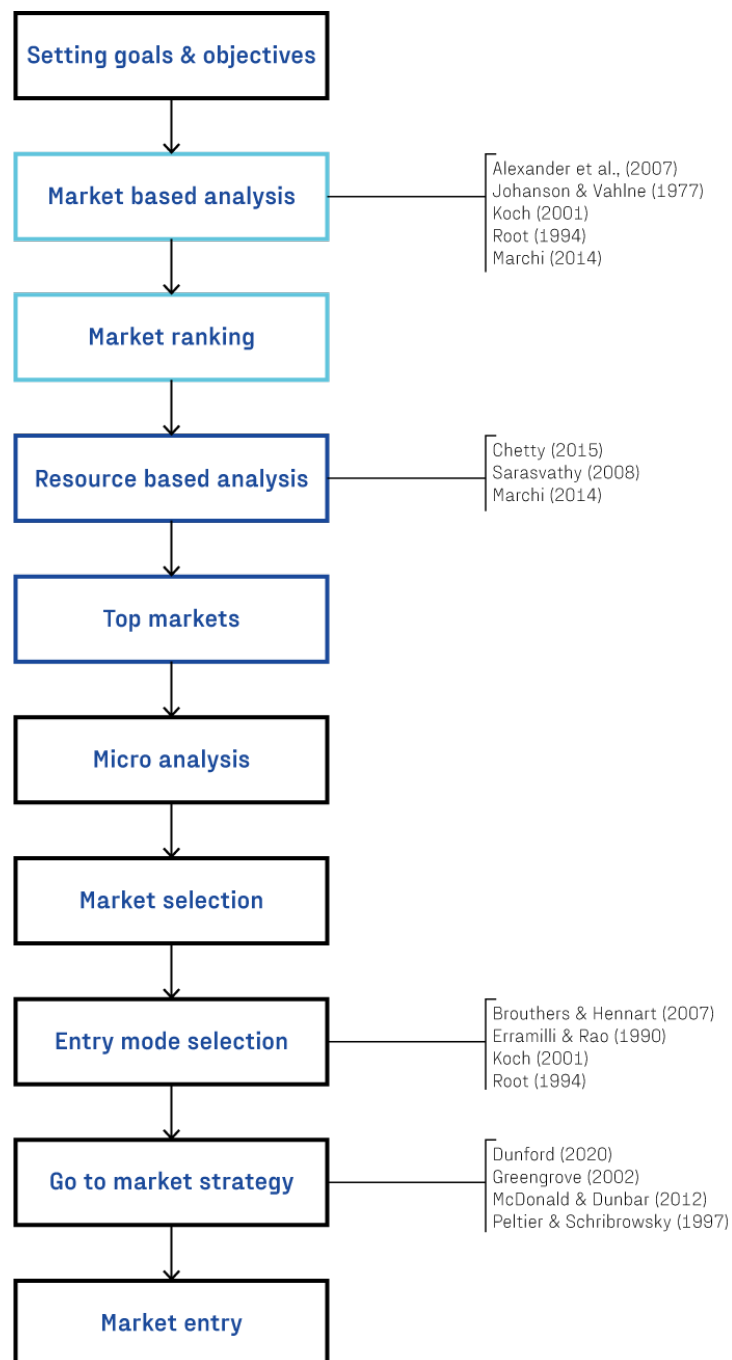 Setting goals & objectives
Market based analysis
Alexander et al., (2007)
Johanson & Vahlne (1977)
Koch (2001)
Root (1994)
Marchi (2014)
Market ranking
Resource based analysis
Chetty (2015)
Sarasvathy (2008)
Marchi (2014)
Top markets
Micro analysis
Market selection
Entry mode selection
Brouthers & Hennart (2007)
Erramilli & Rao (1990)
Koch (2001)
Root (1994)
Go to market strategy
Dunford (2020)
Greengrove (2002)
McDonald & Dunbar (2012)
Peltier & Schribrowsky (1997)
Market entry